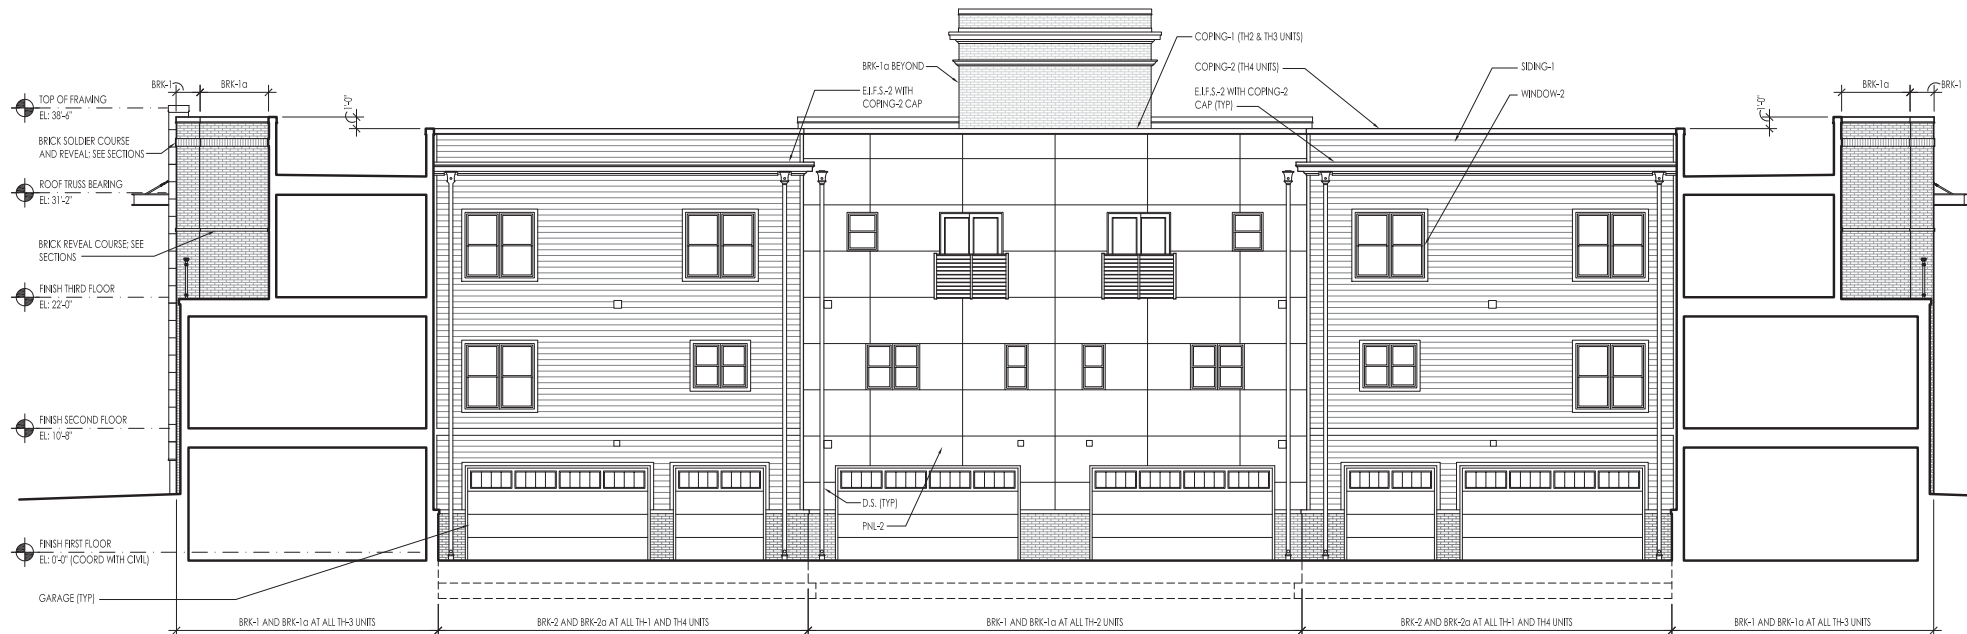 COPING-1 (TH2 & TH3 UNITS)
BRK-1a BEYOND
COPING-2 (TH4 UNITS)
SIDING-1
BRK-1
BRK-1a
E.I.F.S.-2 WITH
COPING-2 CAP
E.I.F.S.-2 WITH COPING-2
CAP (TYP)
WINDOW-2
BRK-1a
BRK-1
TOP OF FRAMING
EL: 38'-6"
1'-0"
1'-0"
BRICK SOLDIER COURSE
AND REVEAL; SEE SECTIONS
ROOF TRUSS BEARING
EL: 31'-2"
BRICK REVEAL COURSE; SEE
SECTIONS
FINISH THIRD FLOOR
EL: 22'-0"
FINISH SECOND FLOOR
EL: 10'-8"
D.S. (TYP)
PNL-2
FINISH FIRST FLOOR
EL: 0'-0" (COORD WITH CIVIL)
GARAGE (TYP)
BRK-1 AND BRK-1a AT ALL TH-3 UNITS
BRK-2 AND BRK-2a AT ALL TH-1 AND TH4 UNITS
BRK-1 AND BRK-1a AT ALL TH-2 UNITS
BRK-2 AND BRK-2a AT ALL TH-1 AND TH4 UNITS
BRK-1 AND BRK-1a AT ALL TH-3 UNITS